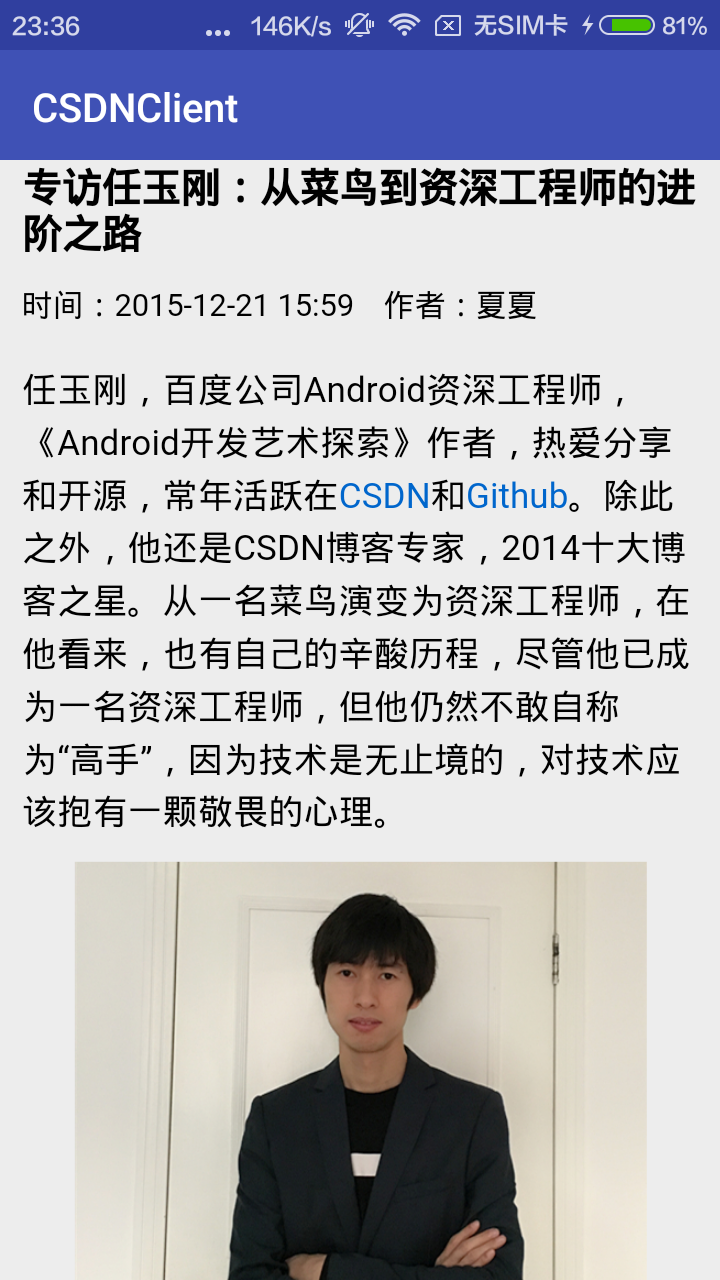 23:36 ... 146K/s 无SIM卡 81%
CSDNClient
专访任玉刚：从菜鸟到资深工程师的进
阶之路
时间：2015-12-21 15:59 作者：夏夏
任玉刚，百度公司Android资深工程师，
《Android开发艺术探索》作者，热爱分享
和开源，常年活跃在CSDN和Github。除此
之外，他还是CSDN博客专家，2014十大博
客之星。从一名菜鸟演变为资深工程师，在
他看来，也有自己的辛酸历程，尽管他已成
为一名资深工程师，但他仍然不敢自称
为“高手”，因为技术是无止境的，对技术应
该抱有一颗敬畏的心理。